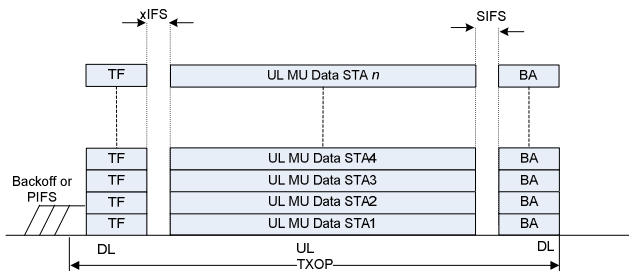 xIFS
SIFS
TF UL MU Data STA n BA
TF UL MU Data STA4 BA
TF UL MU Data STA3 BA
TF UL MU Data STA2 BA
TF UL MU Data STA1 BA
Backoff or
PIFS
DL UL DL
TXOP